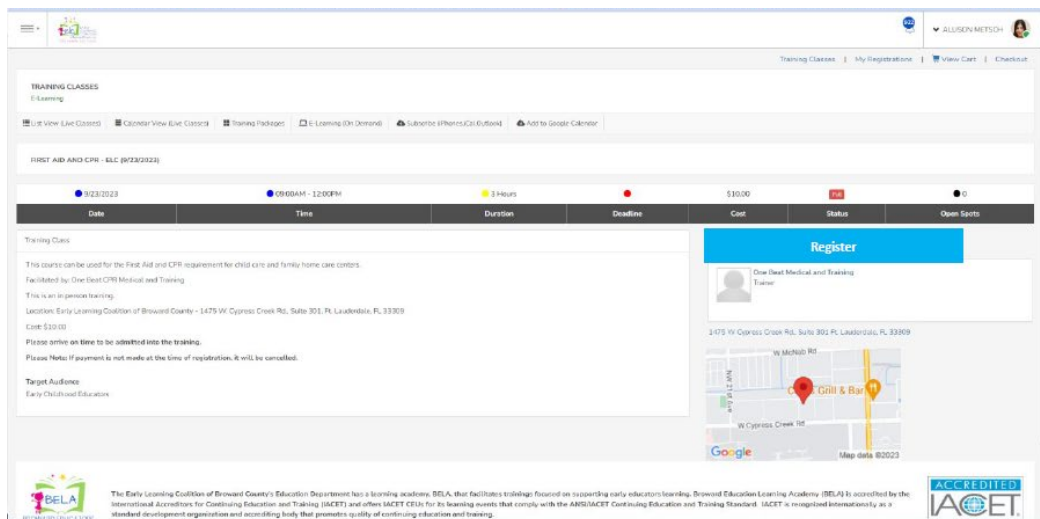 922
ALLISON METSCH
Training Classes | My Registrations | View Cart | Checkout
TRAINING CLASSES
E-Learning
List View (Live Classes) Calendar View (Live Classes) Training Packages E-Learning (On Demand) Subscribe (iPhones,iCal,Outlook) Add to Google Calendar
FIRST AID AND CPR - ELC (9/23/2023)
9/23/2023 09:00AM - 12:00PM 3 Hours $10.00 Full 0
Date Time Duration Deadline Cost Status Open Spots
Training Class
Register
This course can be used for the First Aid and CPR requirement for child care and family home care centers.
Facilitated by: One Beat CPR Medical and Training
This is an in person training.
Location: Early Learning Coalition of Broward County - 1475 W. Cypress Creek Rd., Suite 301, Ft. Lauderdale, FL 33309
Cost: $10.00
Please arrive on time to be admitted into the training.
Please Note: If payment is not made at the time of registration, it will be cancelled.
Target Audience
Early Childhood Educators
One Beat Medical and Training
Trainer
1475 W. Cypress Creek Rd., Suite 301 Ft. Lauderdale, FL 33309
W McNab Rd
NW 21st Ave
Grill & Bar
W Cypress Creek Rd
Google
Map data ©2023
BELA
The Early Learning Coalition of Broward County's Education Department has a learning academy, BELA, that facilitates trainings focused on supporting early educators learning. Broward Education Learning Academy (BELA) is accredited by the
International Accreditors for Continuing Education and Training (IACET) and offers IACET CEUs for its learning events that comply with the ANSI/IACET Continuing Education and Training Standard. IACET is recognized internationally as a
standard development organization and accrediting body that promotes quality of continuing education and training.
ACCREDITED
IACET